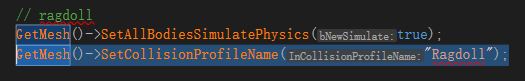 // ragdoll
GetMesh()->SetAllBodiesSimulatePhysics(bNewSimulate:true);
GetMesh()->SetCollisionProfileName(InCollisionProfileName:"Ragdoll");